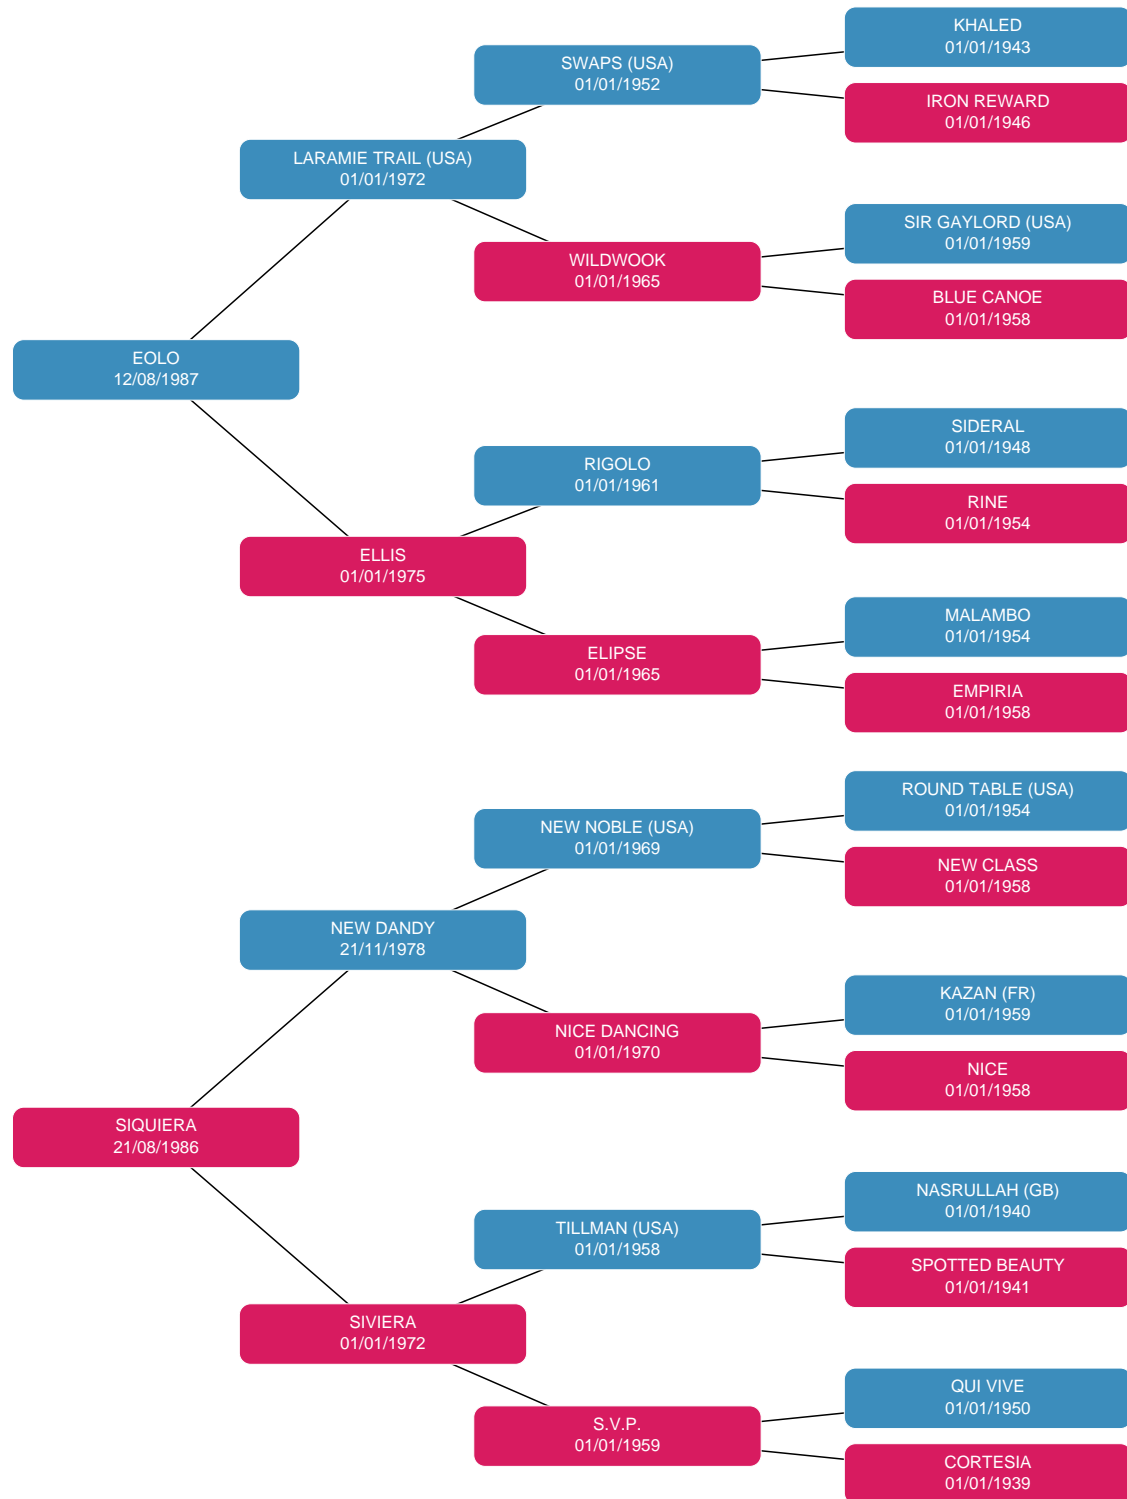 KHALED
01/01/1943
SWAPS (USA)
01/01/1952
IRON REWARD
01/01/1946
LARAMIE TRAIL (USA)
01/01/1972
SIR GAYLORD (USA)
01/01/1959
WILDWOOK
01/01/1965
BLUE CANOE
01/01/1958
EOLO
12/08/1987
SIDERAL
01/01/1948
RIGOLO
01/01/1961
RINE
01/01/1954
ELLIS
01/01/1975
MALAMBO
01/01/1954
ELIPSE
01/01/1965
EMPIRIA
01/01/1958
ROUND TABLE (USA)
01/01/1954
NEW NOBLE (USA)
01/01/1969
NEW CLASS
01/01/1958
NEW DANDY
21/11/1978
KAZAN (FR)
01/01/1959
NICE DANCING
01/01/1970
NICE
01/01/1958
SIQUIERA
21/08/1986
NASRULLAH (GB)
01/01/1940
TILLMAN (USA)
01/01/1958
SPOTTED BEAUTY
01/01/1941
SIVIERA
01/01/1972
QUI VIVE
01/01/1950
S.V.P.
01/01/1959
CORTESIA
01/01/1939